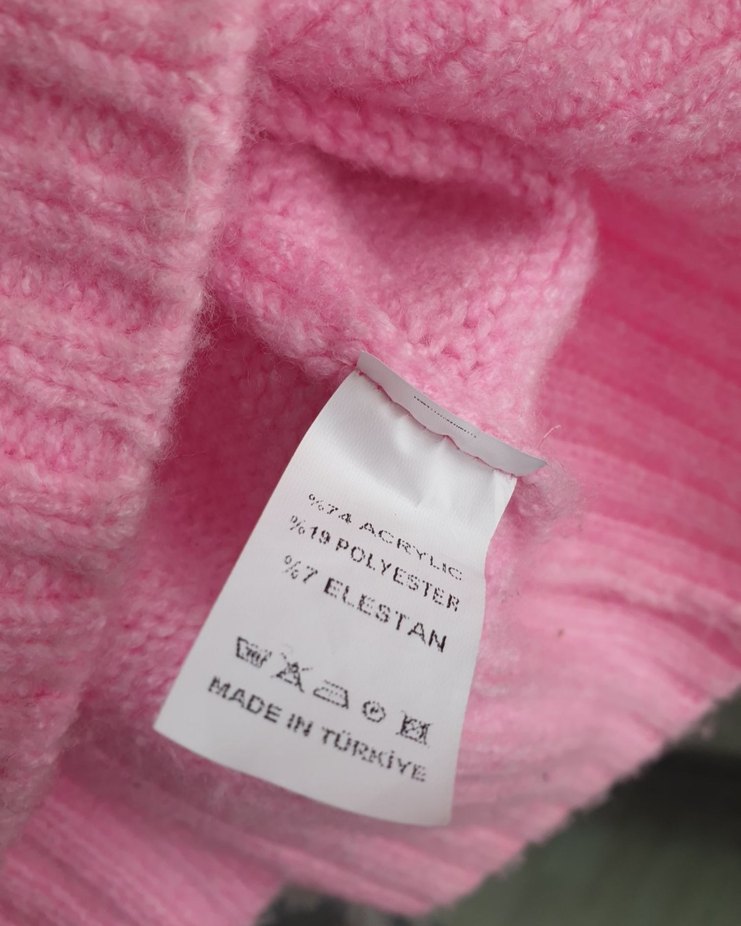 %74 ACRYLIC
%19 POLYESTER
%7 ELESTAN
MADE IN TÜRKİYE